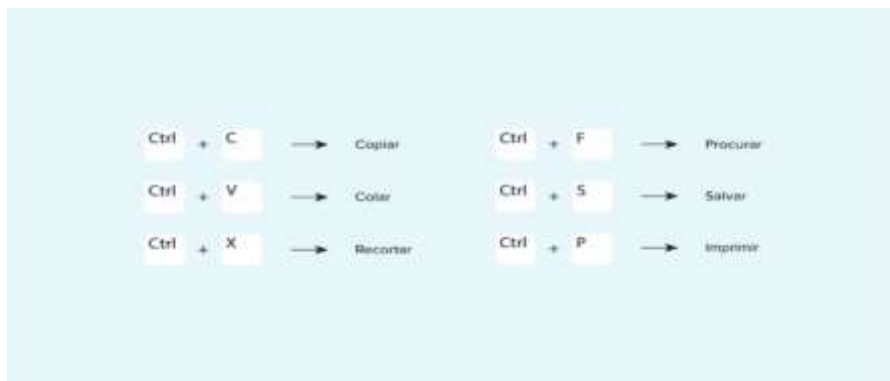 Ctrl + C → Copiar
Ctrl + V → Colar
Ctrl + X → Recortar
Ctrl + F → Procurar
Ctrl + S → Salvar
Ctrl + P → Imprimir